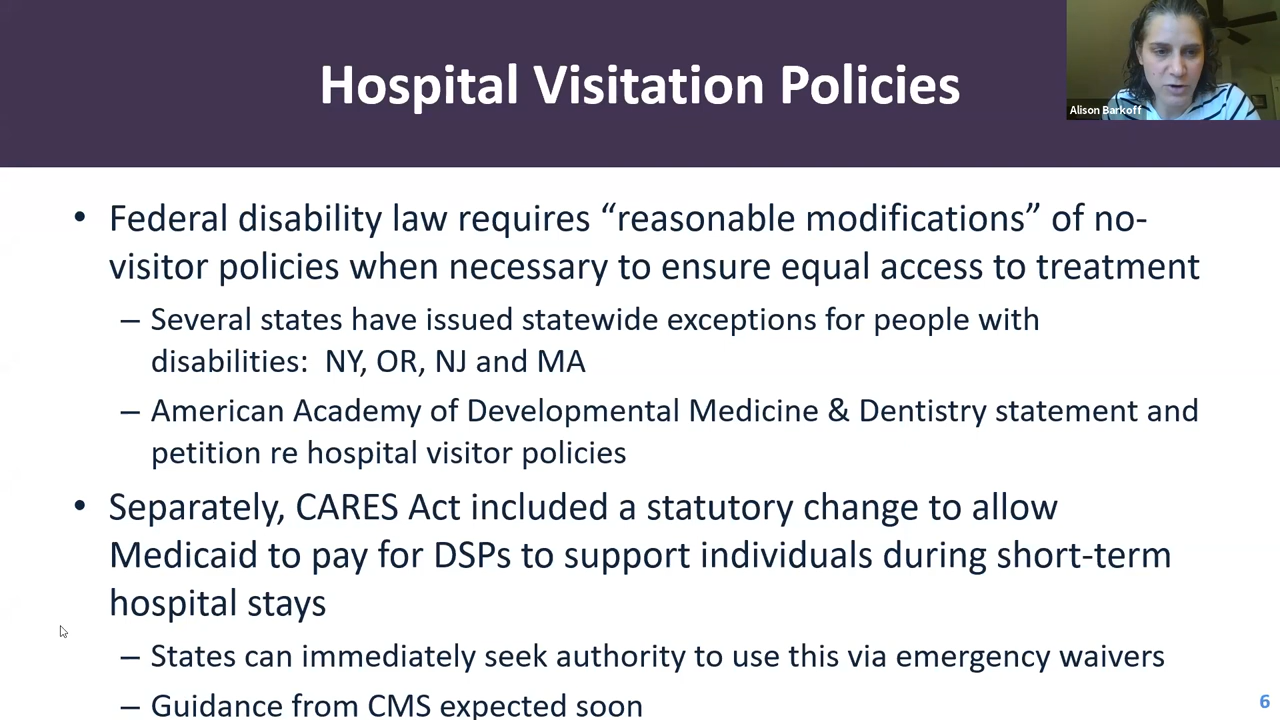 Hospital Visitation Policies
Alison Barkoff
• Federal disability law requires “reasonable modifications” of no-
visitor policies when necessary to ensure equal access to treatment
– Several states have issued statewide exceptions for people with
disabilities:  NY, OR, NJ and MA
– American Academy of Developmental Medicine & Dentistry statement and
petition re hospital visitor policies
• Separately, CARES Act included a statutory change to allow
Medicaid to pay for DSPs to support individuals during short-term
hospital stays
– States can immediately seek authority to use this via emergency waivers
– Guidance from CMS expected soon
6